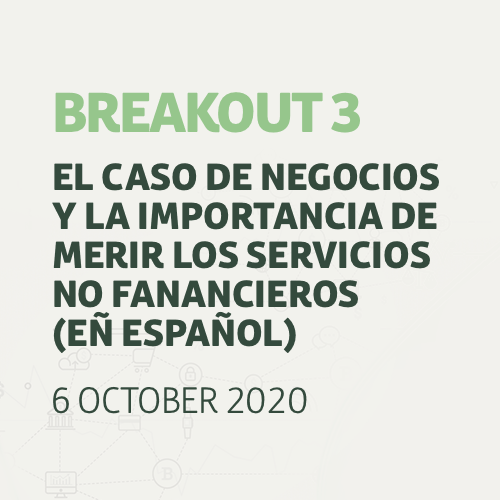 BREAKOUT 3
EL CASO DE NEGOCIOS
Y LA IMPORTANCIA DE
MERIR LOS SERVICIOS
NO FANANCIEROS
(EÑ ESPAÑOL)
6 OCTOBER 2020